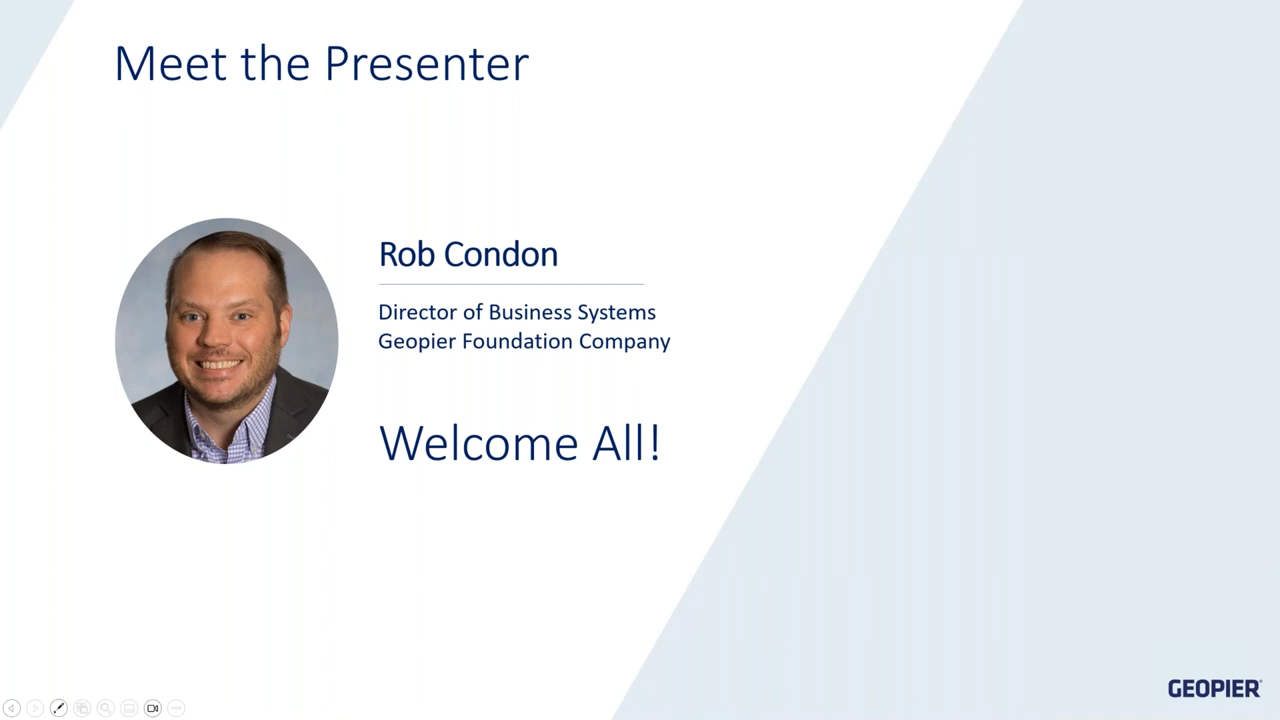 Meet the Presenter
Rob Condon
Director of Business Systems
Geopier Foundation Company
Welcome All!
GEOPIER®